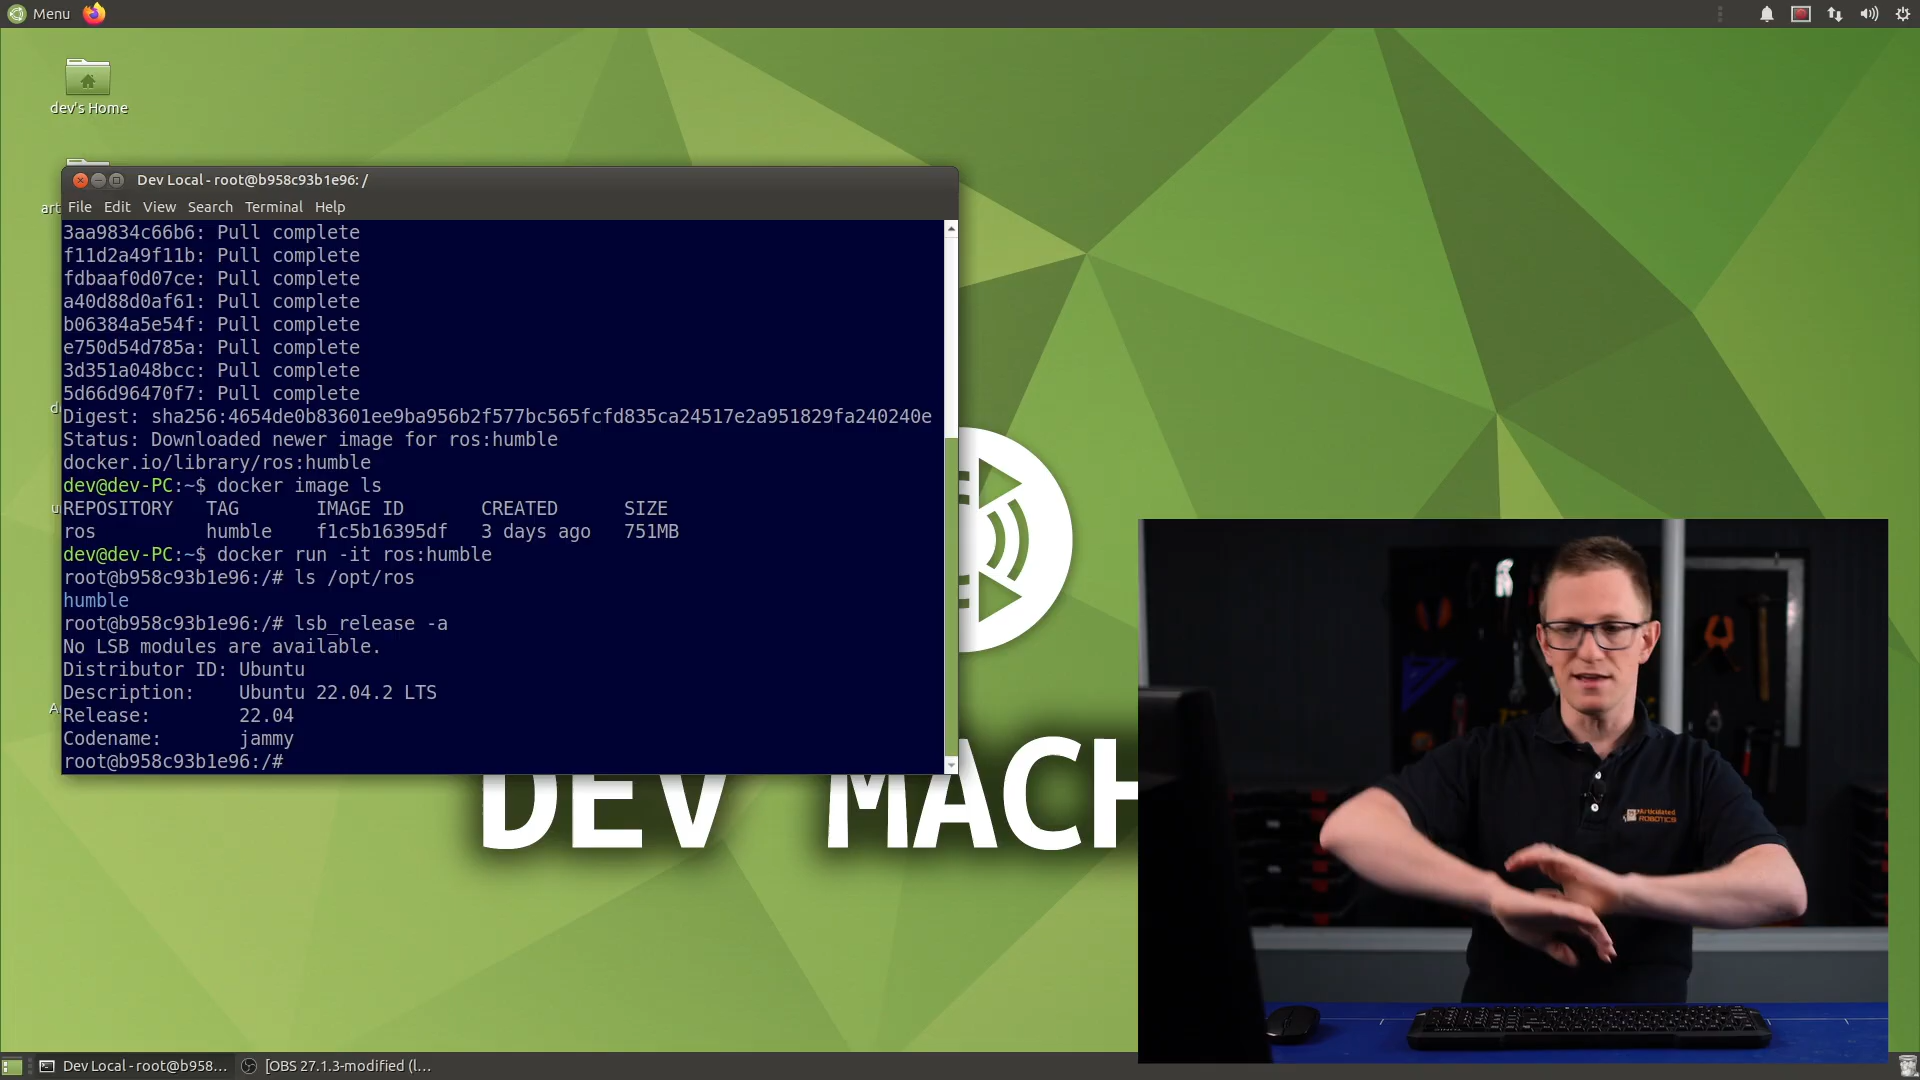 Menu
dev's Home
Dev Local - root@b958c93b1e96: /
File Edit View Search Terminal Help
3aa9834c66b6: Pull complete
f11d2a49f11b: Pull complete
fdbaaf0d07ce: Pull complete
a40d88d0af61: Pull complete
b06384a5e54f: Pull complete
e750d54d785a: Pull complete
3d351a048bcc: Pull complete
5d66d96470f7: Pull complete
Digest: sha256:4654de0b83601ee9ba956b2f577bc565fcfd835ca24517e2a951829fa240240e
Status: Downloaded newer image for ros:humble
docker.io/library/ros:humble
dev@dev-PC:~$ docker image ls
REPOSITORY TAG IMAGE ID CREATED SIZE
ros humble f1c5b16395df 3 days ago 751MB
dev@dev-PC:~$ docker run -it ros:humble
root@b958c93b1e96:/# ls /opt/ros
humble
root@b958c93b1e96:/# lsb_release -a
No LSB modules are available.
Distributor ID: Ubuntu
Description: Ubuntu 22.04.2 LTS
Release: 22.04
Codename: jammy
root@b958c93b1e96:/#
art
DEV MACH
Articulated
ROBOTICS
Dev Local - root@b958... [OBS 27.1.3-modified (l...